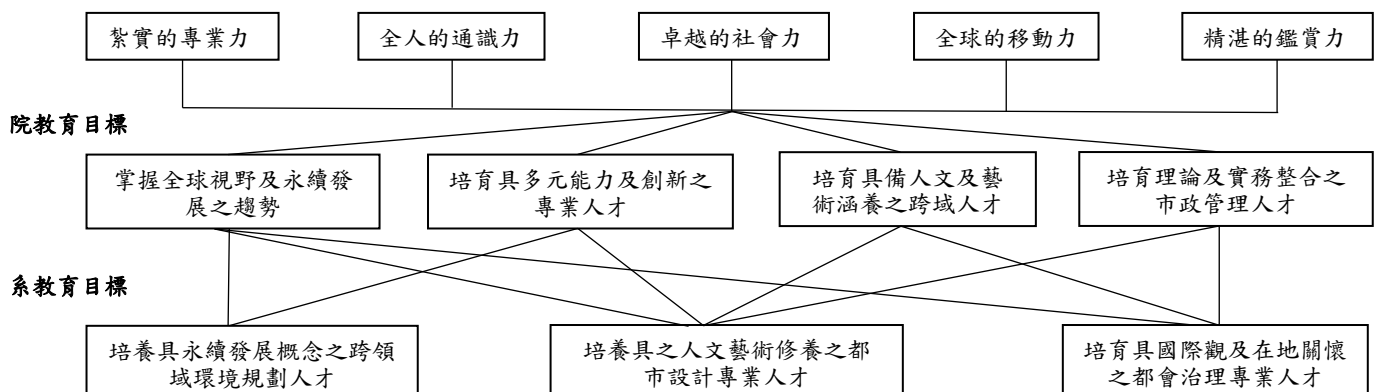 紮實的專業力
全人的通識力
卓越的社會力
全球的移動力
精湛的鑑賞力
院教育目標
掌握全球視野及永續發
展之趨勢
培育具多元能力及創新之
專業人才
培育具備人文及藝
術涵養之跨域人才
培育理論及實務整合之
市政管理人才
系教育目標
培養具永續發展概念之跨領
域環境規劃人才
培養具之人文藝術修養之都
市設計專業人才
培育具國際觀及在地關懷
之都會治理專業人才